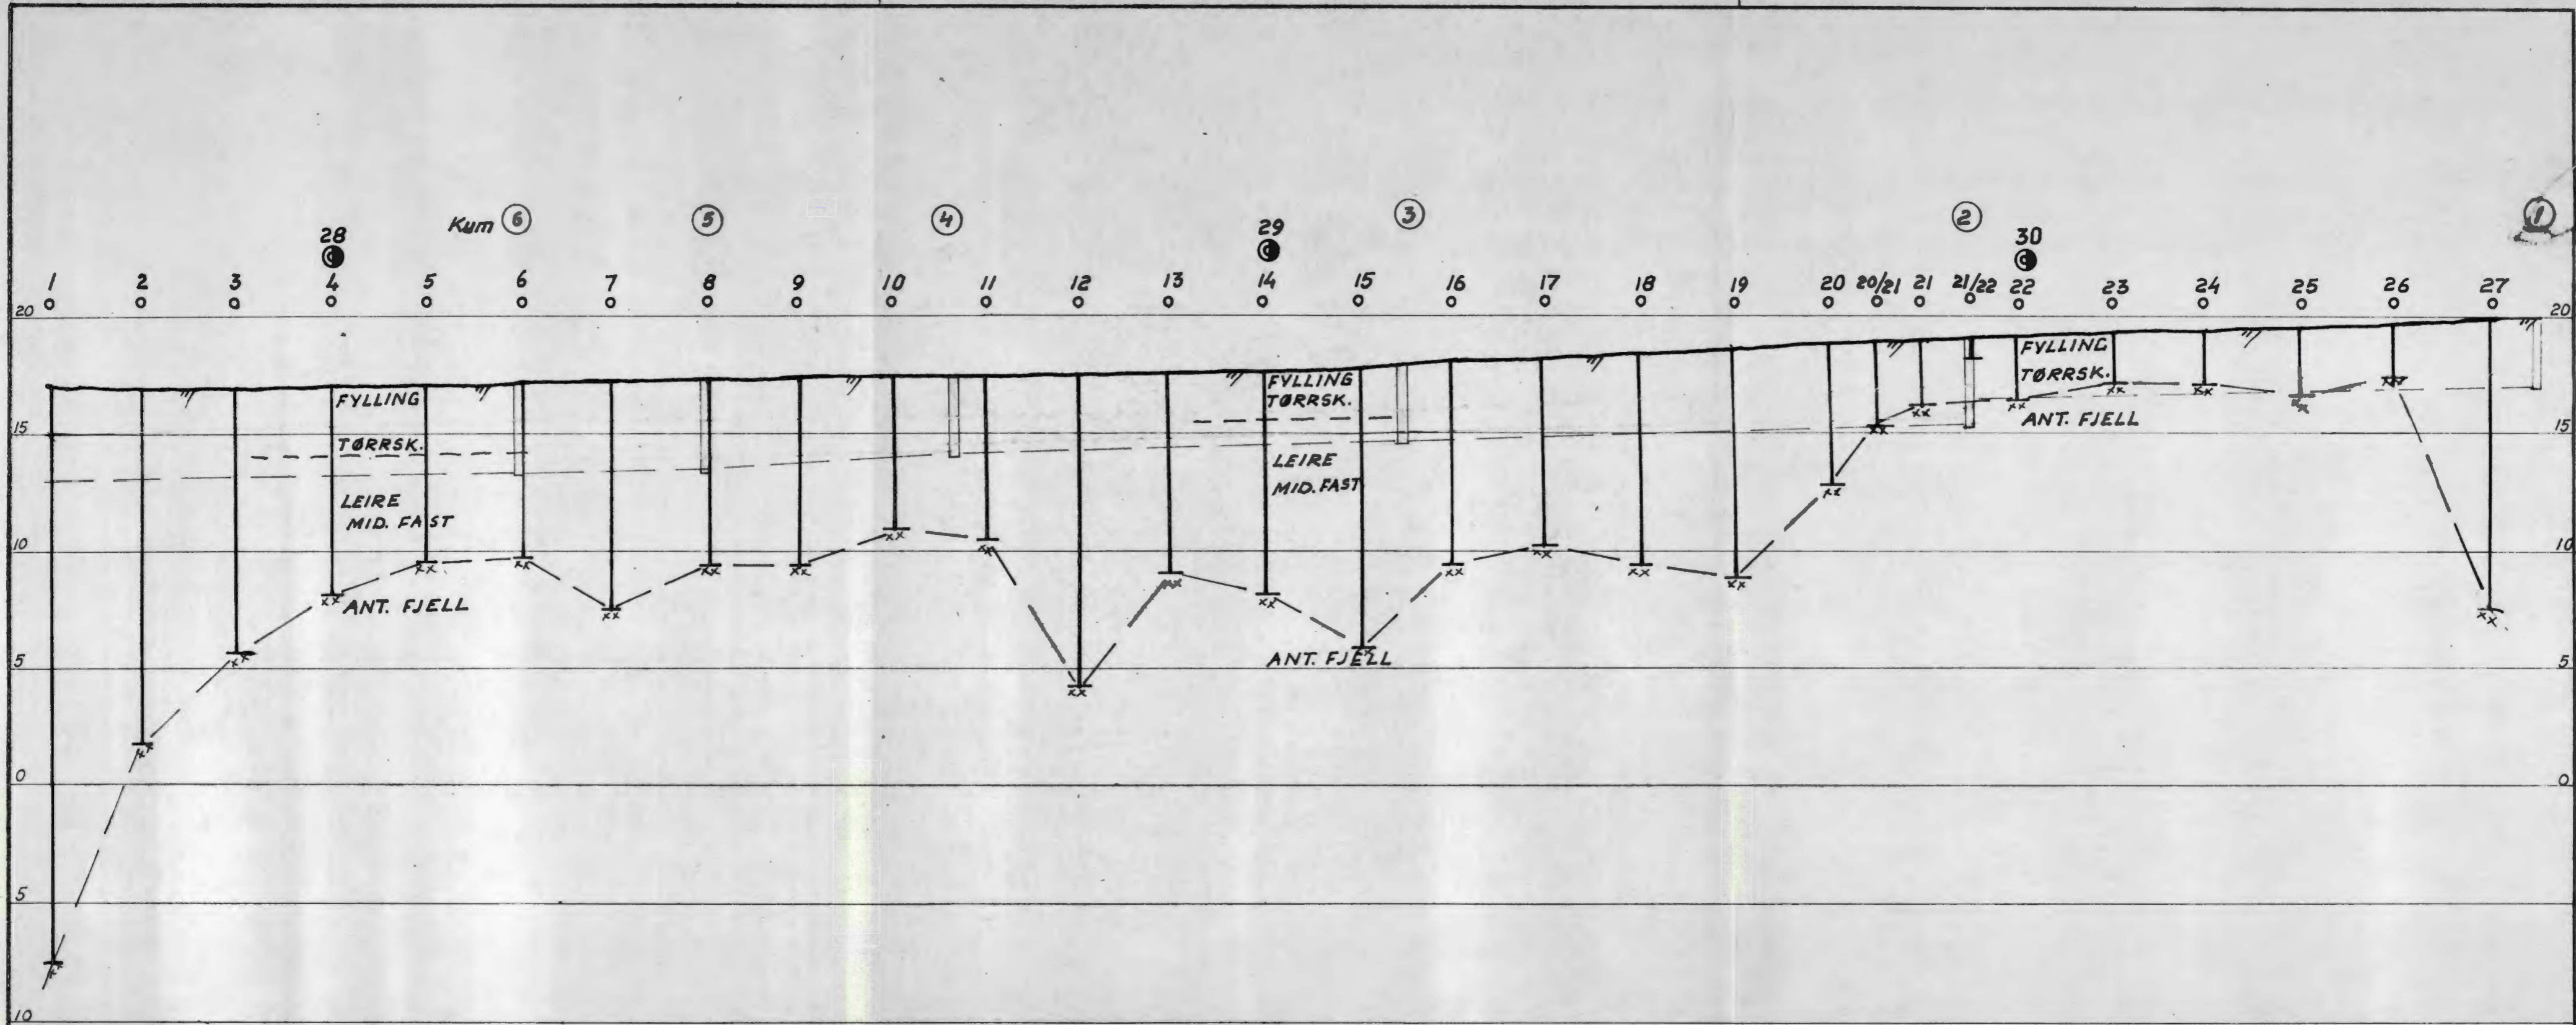 Kum 6 5 4 3 2 1
28 29 30
1 2 3 4 5 6 7 8 9 10 11 12 13 14 15 16 17 18 19 20 20/21 21 21/22 22 23 24 25 26 27
20 20
FYLLING
TØRRSK.
LEIRE
MID. FAST
ANT. FJELL
FYLLING
TØRRSK.
LEIRE
MID. FAST
ANT. FJELL
FYLLING
TØRRSK.
ANT. FJELL
15 15
10 10
5 5
0 0
5 5
10